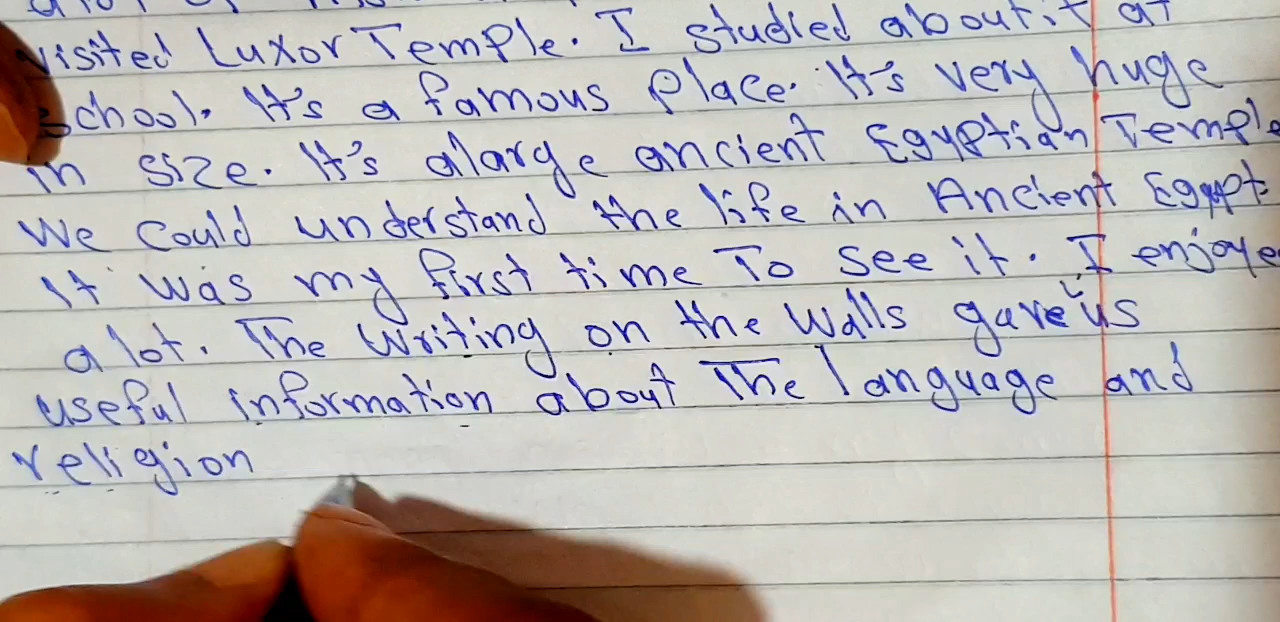 visited Luxor Temple. I studied about it at
school. It's a famous Place. It's very huge
in size. It's alarge ancient Egyptian Temple
We Could understand the life in Ancient Egypt.
It was my first time To see it. I enjoye
a lot. The writing on the walls gave us
useful information about The language and
religion